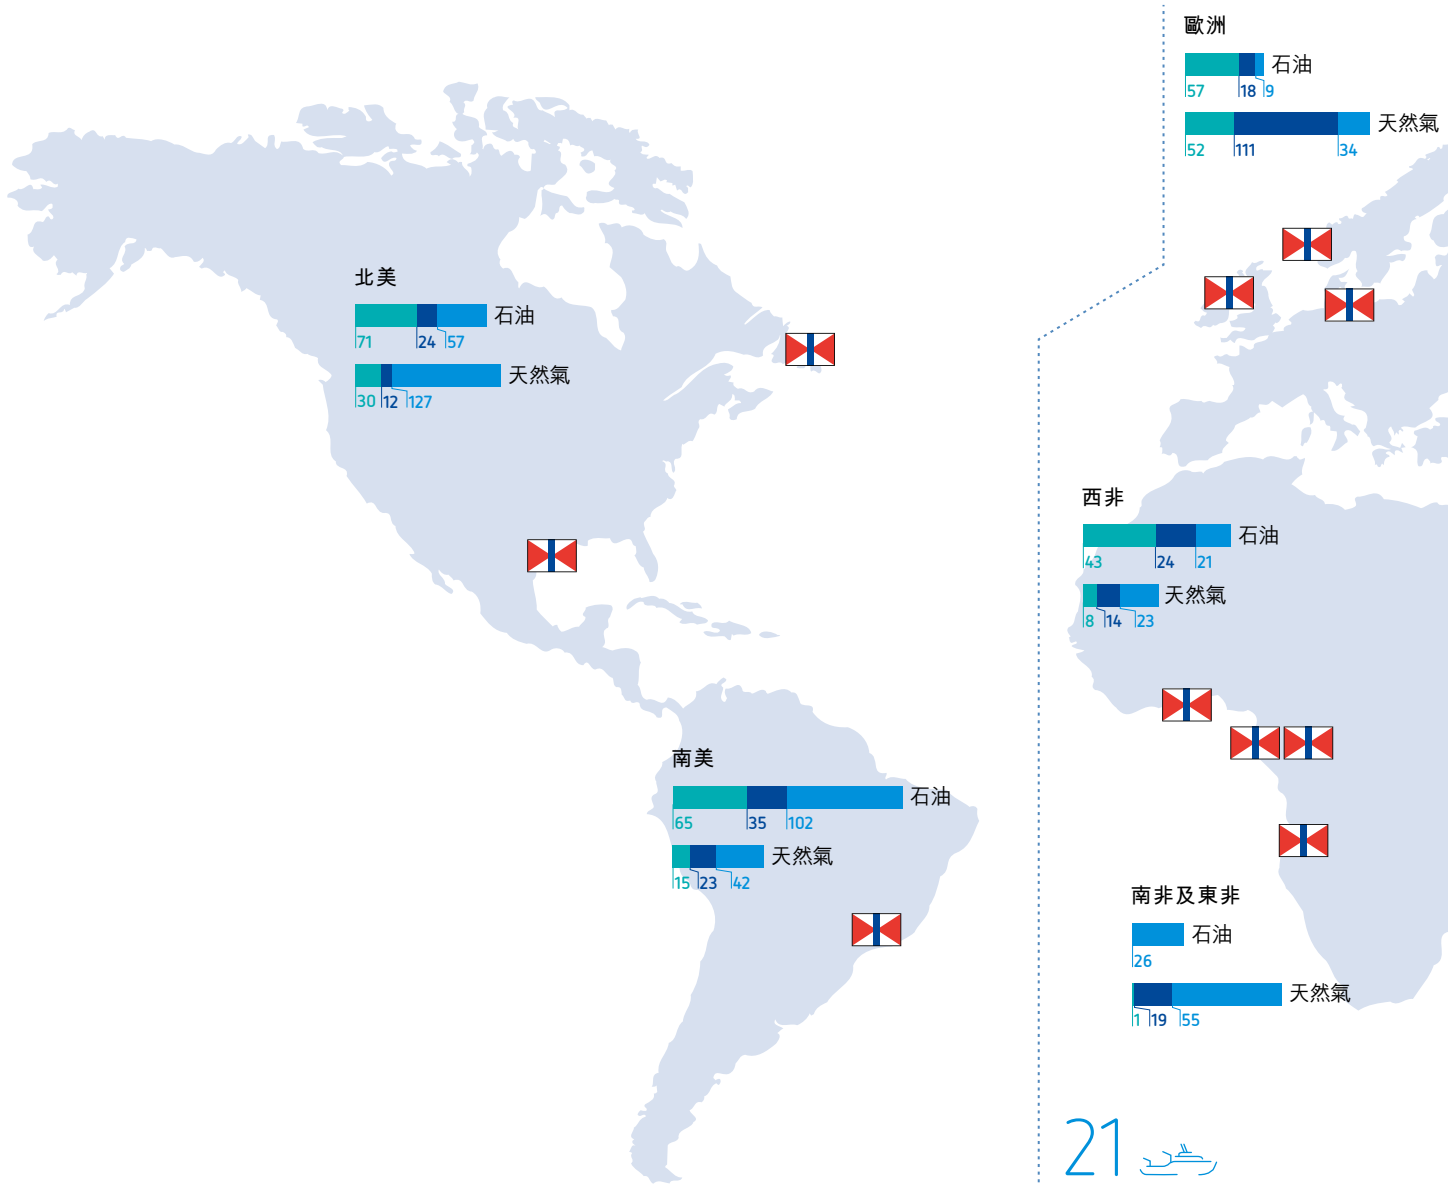 歐洲
石油
57 18 9
天然氣
52 111 34
北美
石油
71 24 57
天然氣
30 12 127
西非
石油
43 24 21
天然氣
8 14 23
南美
石油
65 35 102
天然氣
15 23 42
南非及東非
石油
26
天然氣
1 19 55
21